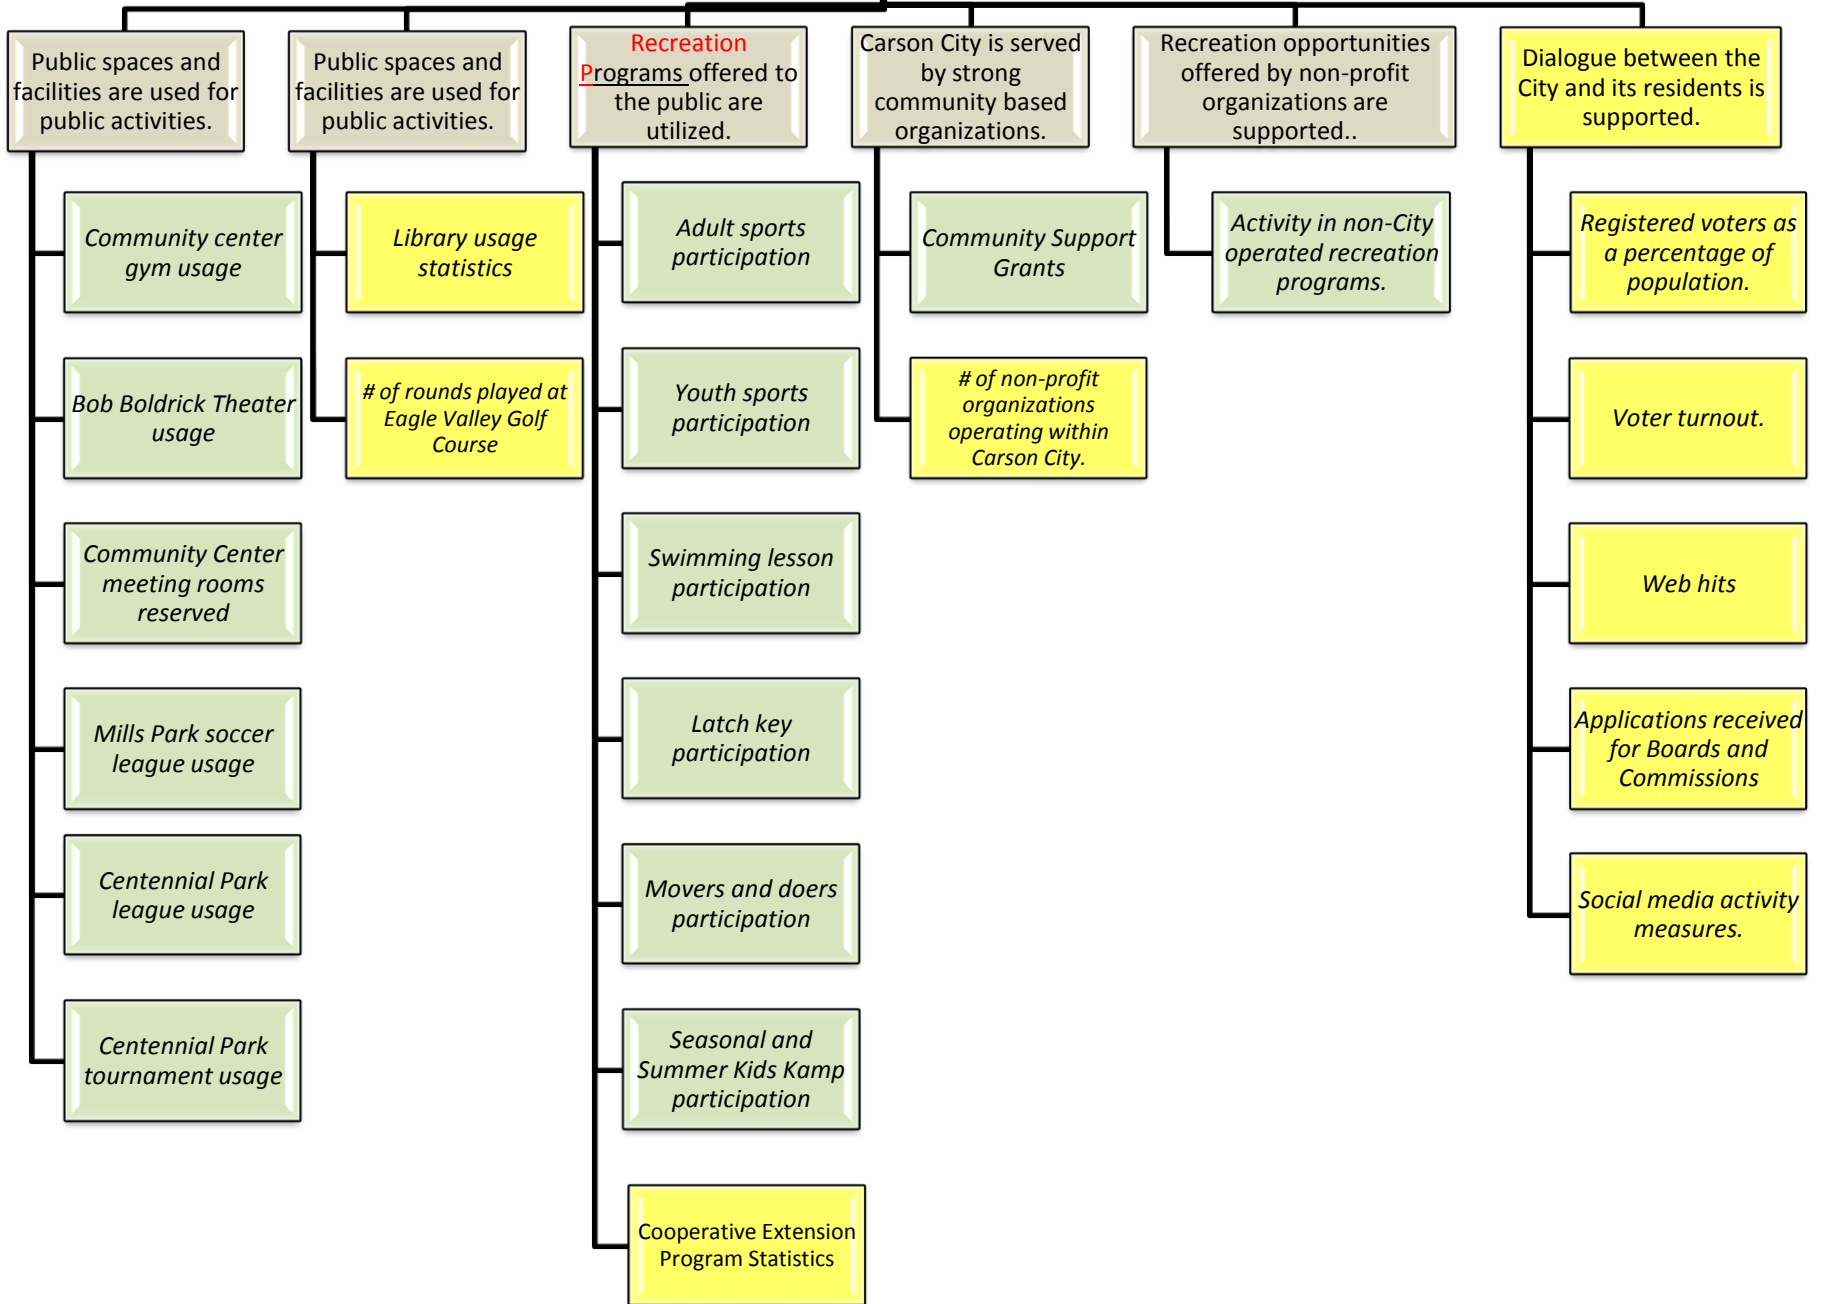 Public spaces and
facilities are used for
public activities.
Community center
gym usage
Bob Boldrick Theater
usage
Community Center
meeting rooms
reserved
Mills Park soccer
league usage
Centennial Park
league usage
Centennial Park
tournament usage
Public spaces and
facilities are used for
public activities.
Library usage
statistics
# of rounds played at
Eagle Valley Golf
Course
Recreation
Programs offered to
the public are
utilized.
Adult sports
participation
Youth sports
participation
Swimming lesson
participation
Latch key
participation
Movers and doers
participation
Seasonal and
Summer Kids Kamp
participation
Cooperative Extension
Program Statistics
Carson City is served
by strong
community based
organizations.
Community Support
Grants
# of non-profit
organizations
operating within
Carson City.
Recreation opportunities
offered by non-profit
organizations are
supported..
Activity in non-City
operated recreation
programs.
Dialogue between the
City and its residents is
supported.
Registered voters as
a percentage of
population.
Voter turnout.
Web hits
Applications received
for Boards and
Commissions
Social media activity
measures.